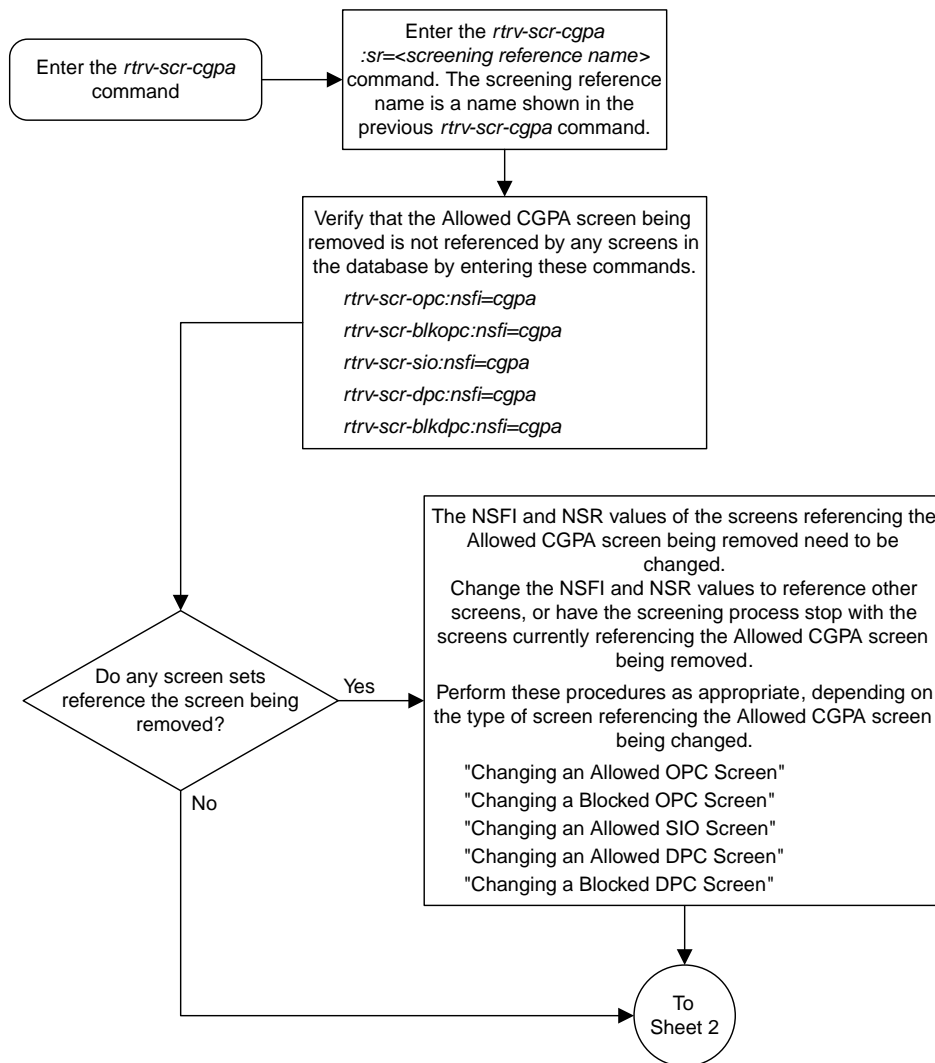 Enter the rtrv-scr-cgpa
command
Enter the rtrv-scr-cgpa
:sr=<screening reference name>
command. The screening reference
name is a name shown in the
previous rtrv-scr-cgpa command.
Verify that the Allowed CGPA screen being
removed is not referenced by any screens in
the database by entering these commands.
rtrv-scr-opc:nsfi=cgpa
rtrv-scr-blkopc:nsfi=cgpa
rtrv-scr-sio:nsfi=cgpa
rtrv-scr-dpc:nsfi=cgpa
rtrv-scr-blkdpc:nsfi=cgpa
Do any screen sets
reference the screen being
removed?
Yes
No
The NSFI and NSR values of the screens referencing the
Allowed CGPA screen being removed need to be
changed.
Change the NSFI and NSR values to reference other
screens, or have the screening process stop with the
screens currently referencing the Allowed CGPA screen
being removed.
Perform these procedures as appropriate, depending on
the type of screen referencing the Allowed CGPA screen
being changed.
"Changing an Allowed OPC Screen"
"Changing a Blocked OPC Screen"
"Changing an Allowed SIO Screen"
"Changing an Allowed DPC Screen"
"Changing a Blocked DPC Screen"
To
Sheet 2